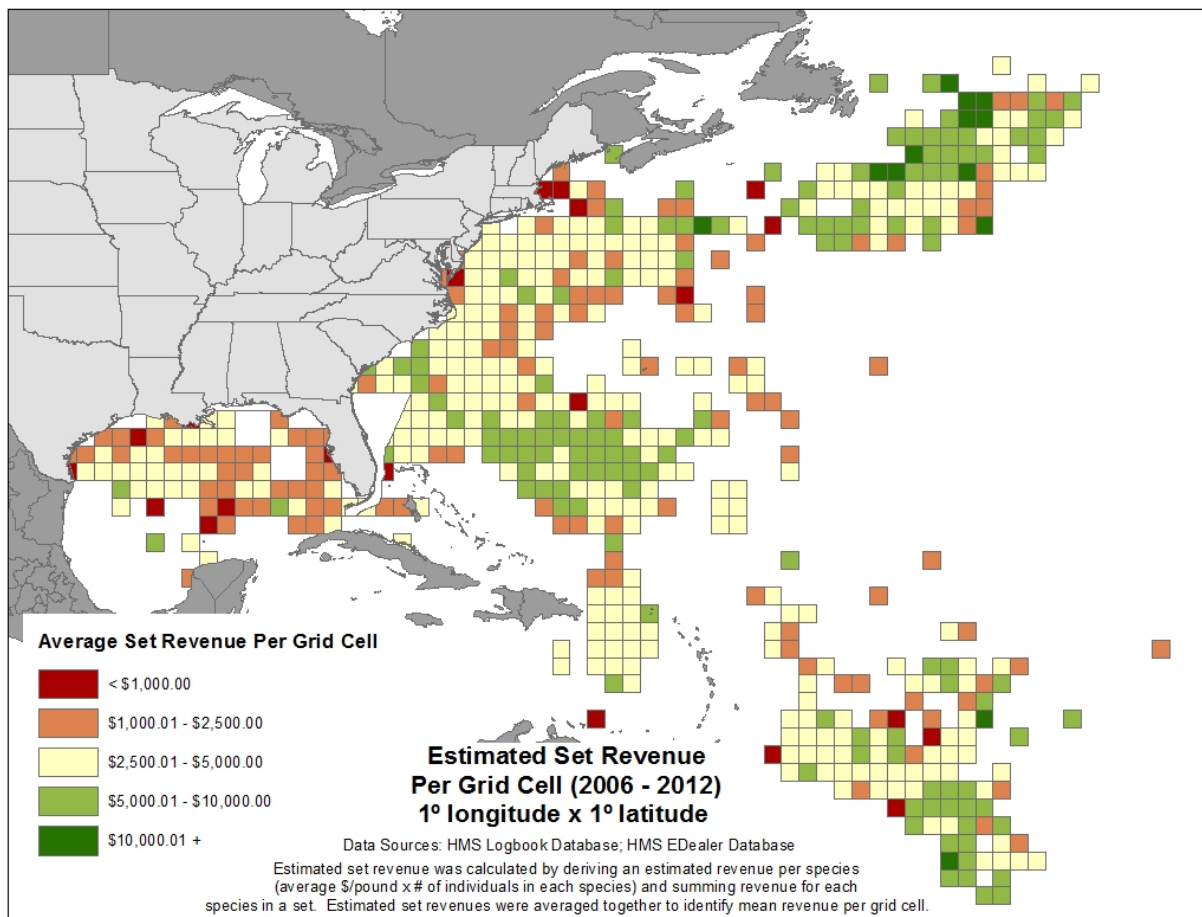 Average Set Revenue Per Grid Cell
< $1,000.00
$1,000.01 - $2,500.00
$2,500.01 - $5,000.00
$5,000.01 - $10,000.00
$10,000.01 +
Estimated Set Revenue
Per Grid Cell (2006 - 2012)
1º longitude x 1º latitude
Data Sources: HMS Logbook Database; HMS EDealer Database
Estimated set revenue was calculated by deriving an estimated revenue per species
(average $/pound x # of individuals in each species) and summing revenue for each
species in a set. Estimated set revenues were averaged together to identify mean revenue per grid cell.